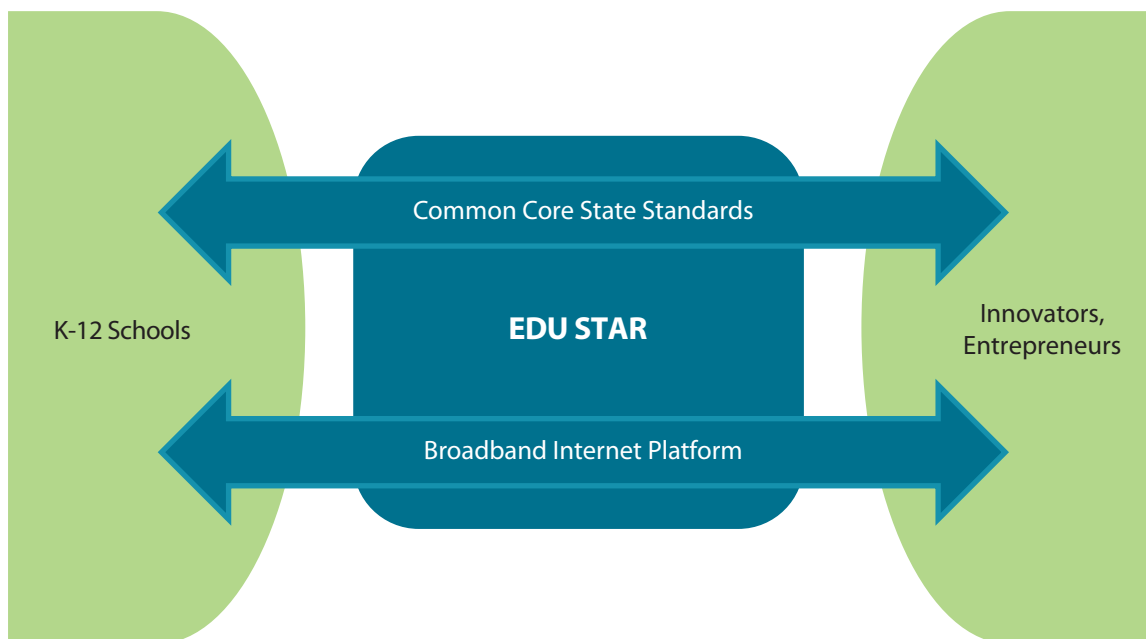 Common Core State Standards
K-12 Schools
EDU STAR
Innovators,
Entrepreneurs
Broadband Internet Platform